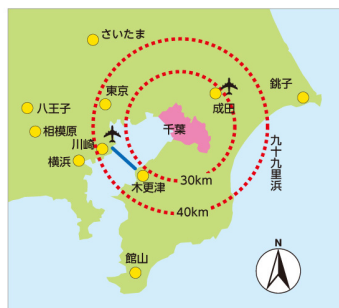 さいたま
東京
成田
銚子
八王子
相模原
千葉
川崎
横浜
九十九里浜
木更津
30km
40km
館山
N